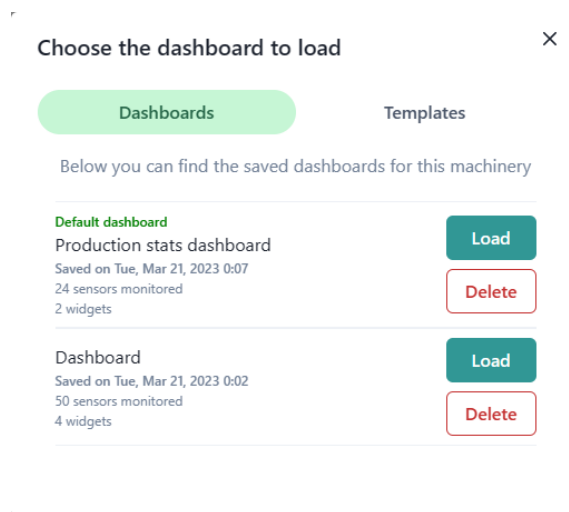 Choose the dashboard to load
Dashboards
Templates
Below you can find the saved dashboards for this machinery
Default dashboard
Production stats dashboard
Saved on Tue, Mar 21, 2023 0:07
24 sensors monitored
2 widgets
Load
Delete
Dashboard
Saved on Tue, Mar 21, 2023 0:02
50 sensors monitored
4 widgets
Load
Delete